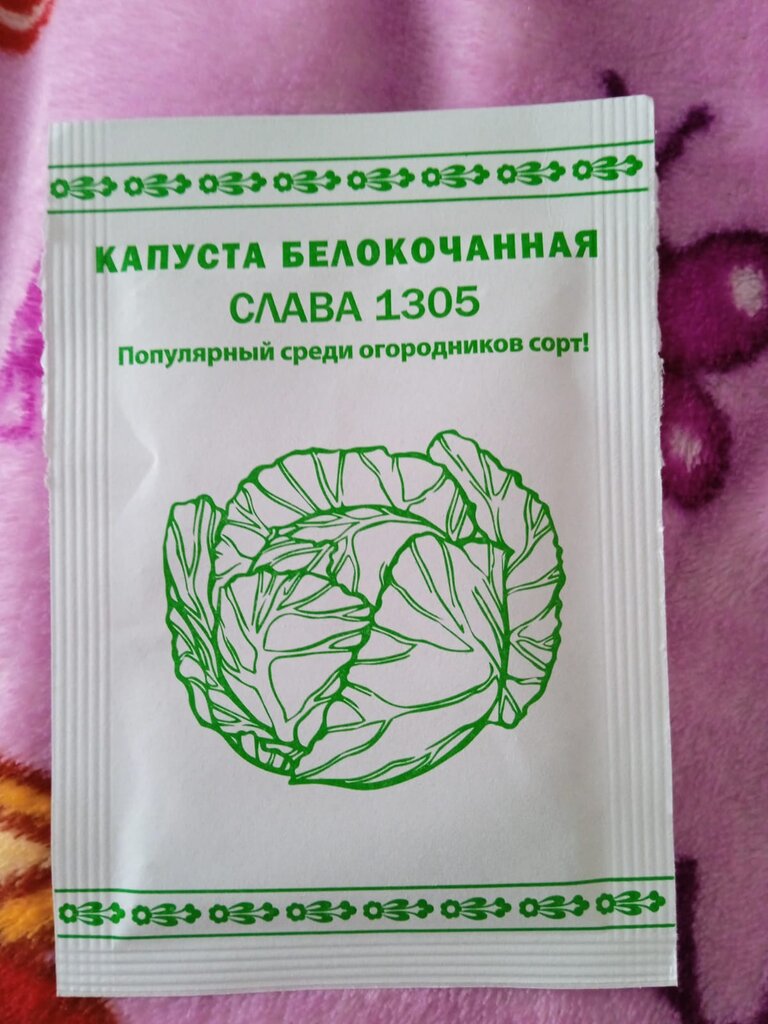 КАПУСТА БЕЛОКОЧАННАЯ
СЛАВА 1305
Популярный среди огородников сорт!